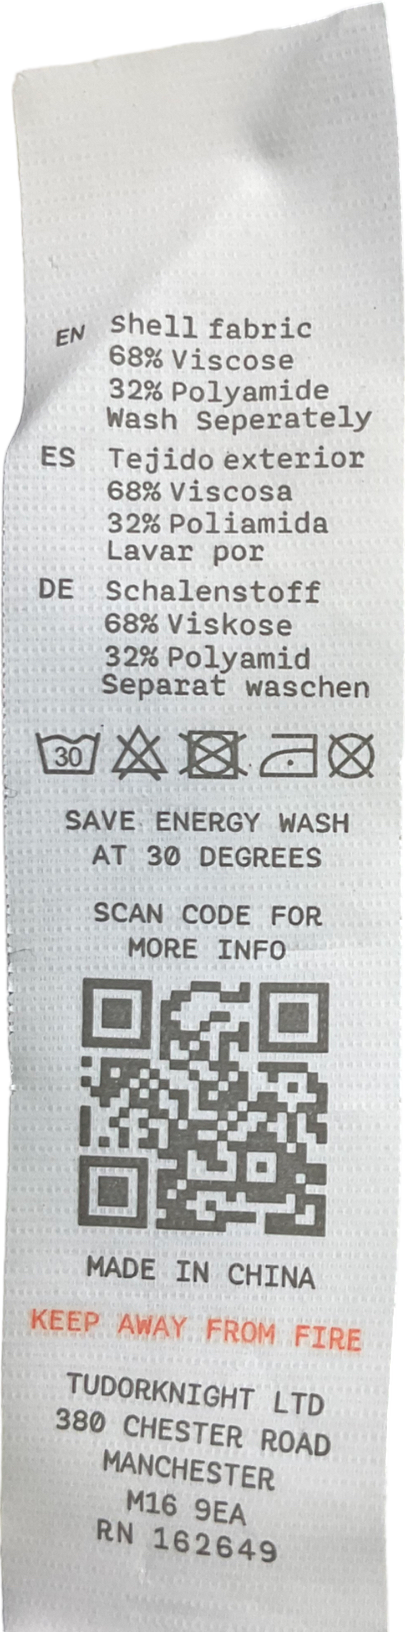 EN Shell fabric
68% Viscose
32% Polyamide
Wash Seperately
ES Tejido exterior
68% Viscosa
32% Poliamida
Lavar por
DE Schalenstoff
68% Viskose
32% Polyamid
Separat waschen
30
SAVE ENERGY WASH
AT 30 DEGREES
SCAN CODE FOR
MORE INFO
MADE IN CHINA
KEEP AWAY FROM FIRE
TUDORKNIGHT LTD
380 CHESTER ROAD
MANCHESTER
M16 9EA
RN 162649